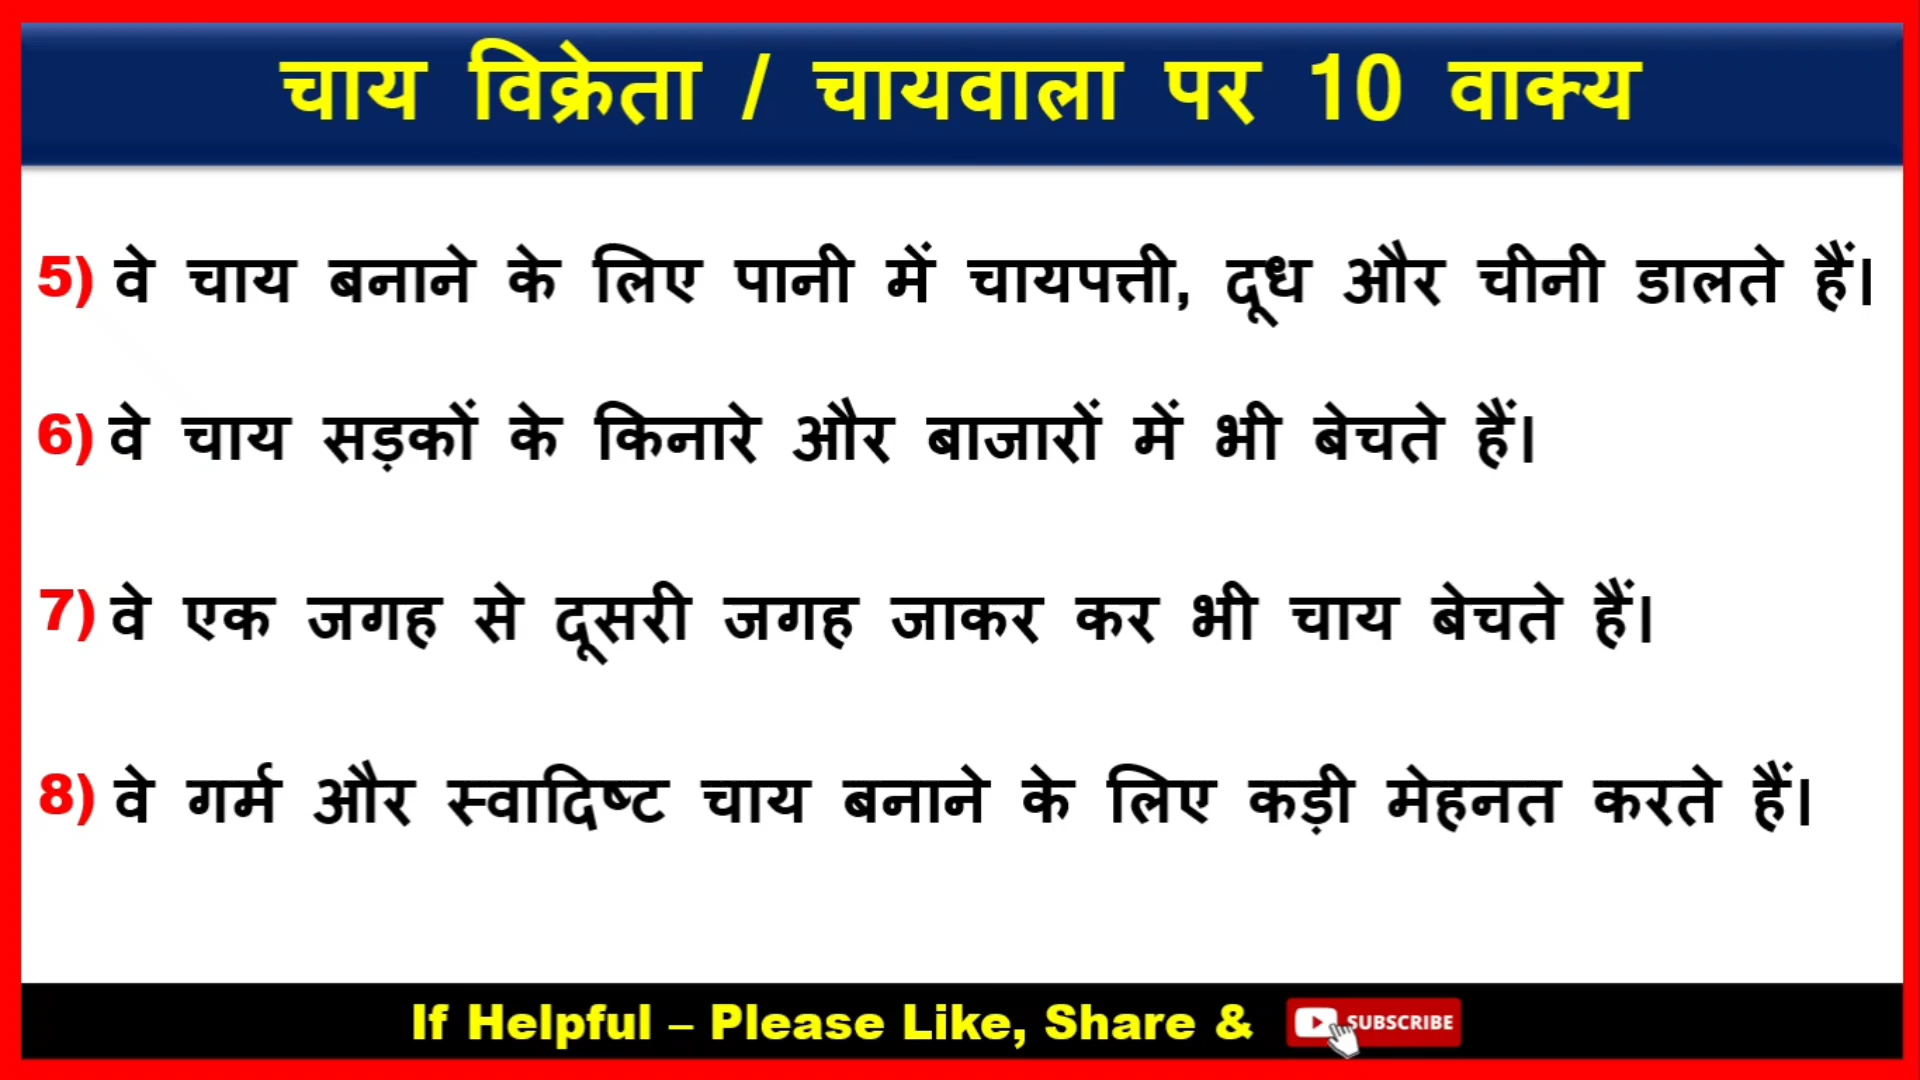 चाय विक्रेता / चायवाला पर 10 वाक्य
5) वे चाय बनाने के लिए पानी में चायपत्ती, दूध और चीनी डालते हैं।
6) वे चाय सड़कों के किनारे और बाजारों में भी बेचते हैं।
7) वे एक जगह से दूसरी जगह जाकर कर भी चाय बेचते हैं।
8) वे गर्म और स्वादिष्ट चाय बनाने के लिए कड़ी मेहनत करते हैं।
If Helpful – Please Like, Share & SUBSCRIBE